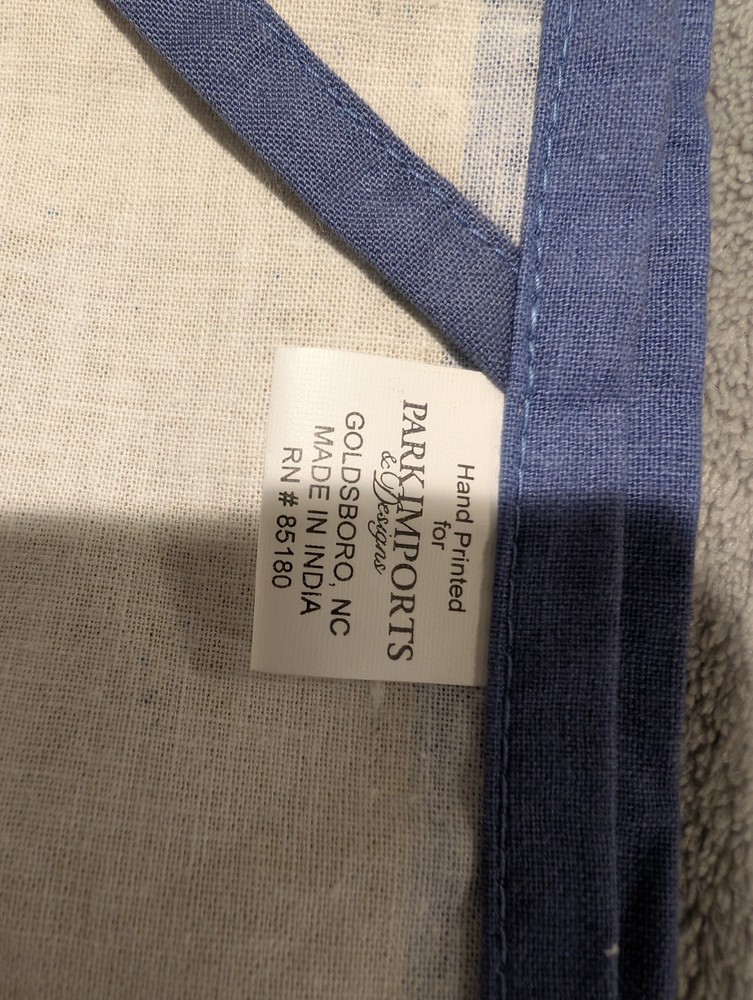 Hand Printed
for
PARK IMPORTS
& Designs
GOLDSBORO, NC
MADE IN INDIA
RN # 85180